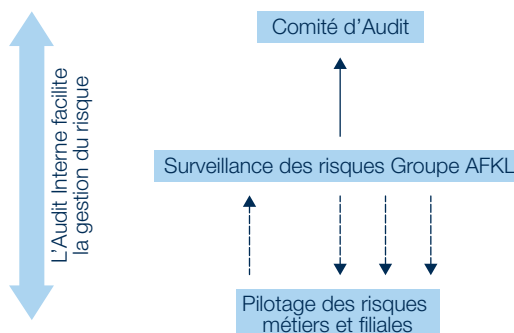 Comité d'Audit
L'Audit Interne facilite
la gestion du risque
Surveillance des risques Groupe AFKL
Pilotage des risques
métiers et filiales